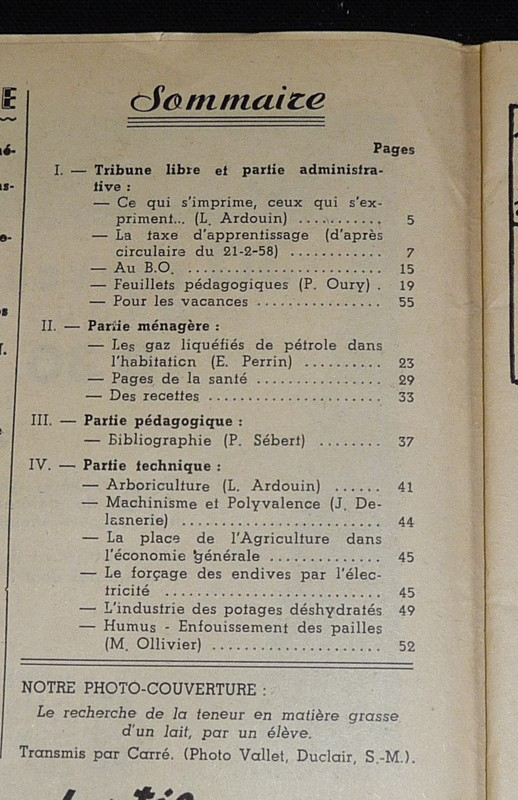 Sommaire
Pages
I. — Tribune libre et partie administra-
tive :
— Ce qui s'imprime, ceux qui s'ex-
priment... (L. Ardouin) ........... 5
— La taxe d'apprentissage (d'après
circulaire du 21-2-58) ............ 7
— Au B.O. ......................... 15
— Feuillets pédagogiques (P. Oury) . 19
— Pour les vacances ................ 55
II. — Partie ménagère :
— Les gaz liquéfiés de pétrole dans
l'habitation (E. Perrin) .......... 23
— Pages de la santé ................ 29
— Des recettes ...................... 33
III. — Partie pédagogique :
— Bibliographie (P. Sébert) ........ 37
IV. — Partie technique :
— Arboriculture (L. Ardouin) ...... 41
— Machinisme et Polyvalence (J. De-
lasnerie) .......................... 44
— La place de l'Agriculture dans
l'économie générale ............... 45
— Le forçage des endives par l'élec-
tricité ............................ 45
— L'industrie des potages déshydratés 49
— Humus - Enfouissement des pailles
(M. Ollivier) ...................... 52
NOTRE PHOTO-COUVERTURE :
Le recherche de la teneur en matière grasse
d'un lait, par un élève.
Transmis par Carré. (Photo Vallet, Duclair, S.-M.).